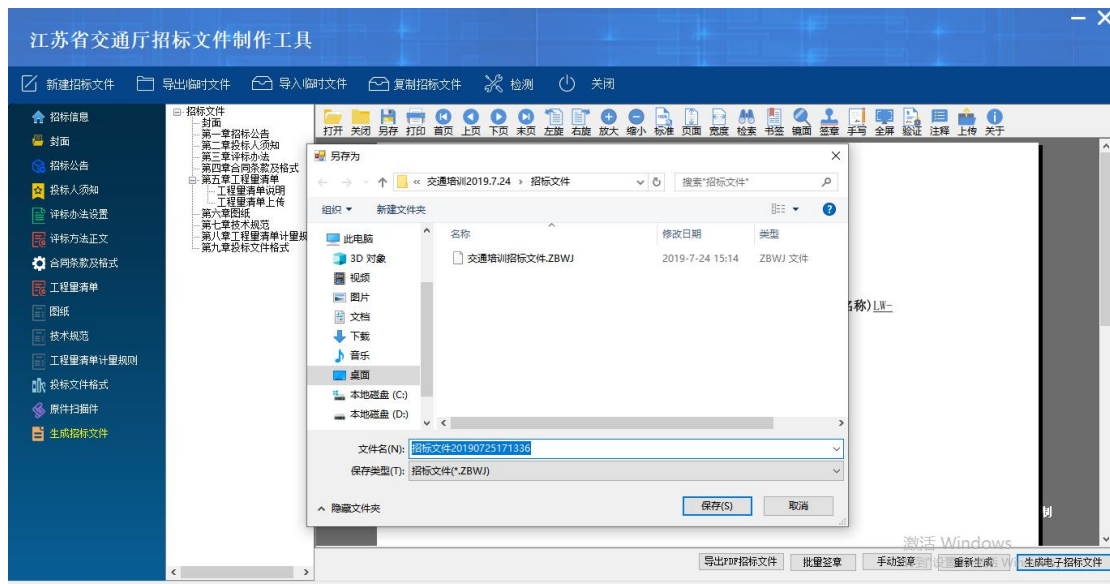 江苏省交通厅招标文件制作工具
新建招标文件 导出临时文件 导入临时文件 复制招标文件 检测 关闭
招标信息
封面
招标公告
投标人须知
评标办法设置
评标方法正文
合同条款及格式
工程量清单
图纸
技术规范
工程量清单计量规则
投标文件格式
原件扫描件
生成招标文件
招标文件
封面
第一章招标公告
第二章投标人须知
第三章评标办法
第四章合同条款及格式
第五章工程量清单
工程量清单说明
工程量清单上传
第六章图纸
第七章技术规范
第八章工程量清单计量规
第九章投标文件格式
打开 关闭 另存 打印 首页 上页 下页 末页 左旋 右旋 放大 缩小 标准 页面 宽度 检索 书签 镜面 签章 手写 全屏 验证 注释 上传 关于
另存为
« 交通培训2019.7.24 › 招标文件
搜索"招标文件"
组织 新建文件夹
此电脑
3D 对象
视频
图片
文档
下载
音乐
桌面
本地磁盘 (C:)
本地磁盘 (D:)
名称 修改日期 类型
交通培训招标文件.ZBWJ 2019-7-24 15:14 ZBWJ 文件
文件名(N): 招标文件20190725171336
保存类型(T): 招标文件(*.ZBWJ)
隐藏文件夹 保存(S) 取消
名称)LW-
制
激活 Windows
导出PDF招标文件 批量签章 手动签章 重新生成 生成电子招标文件